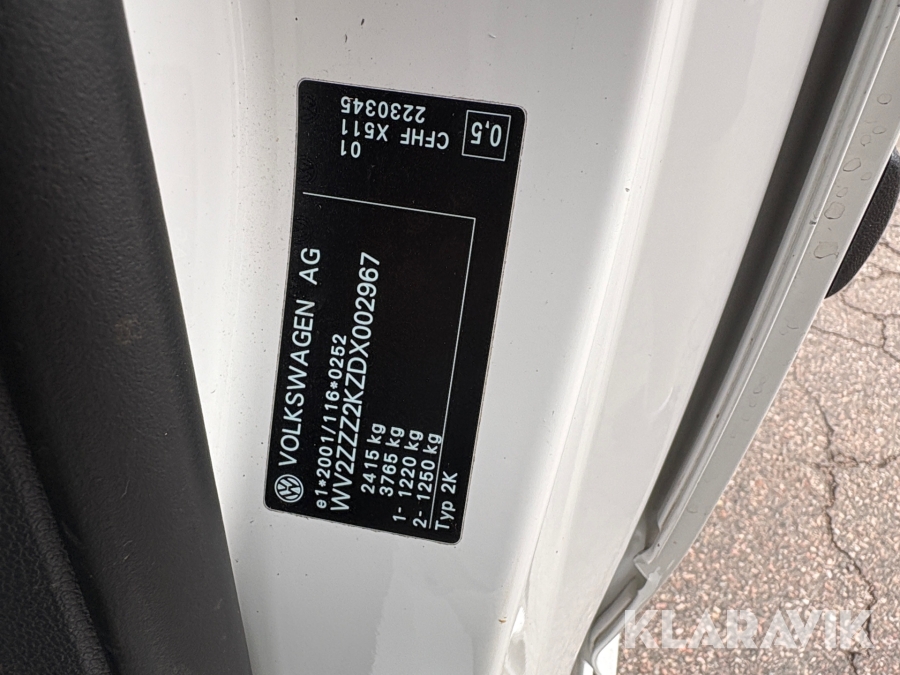 VOLKSWAGEN AG
e1*2001/116*0252
WV2ZZZ2KZDX002967
2415 kg
3765 kg
1- 1220 kg
2- 1250 kg
Typ 2K
01
CFHF X511
2230345
0,5
KLARAVIK